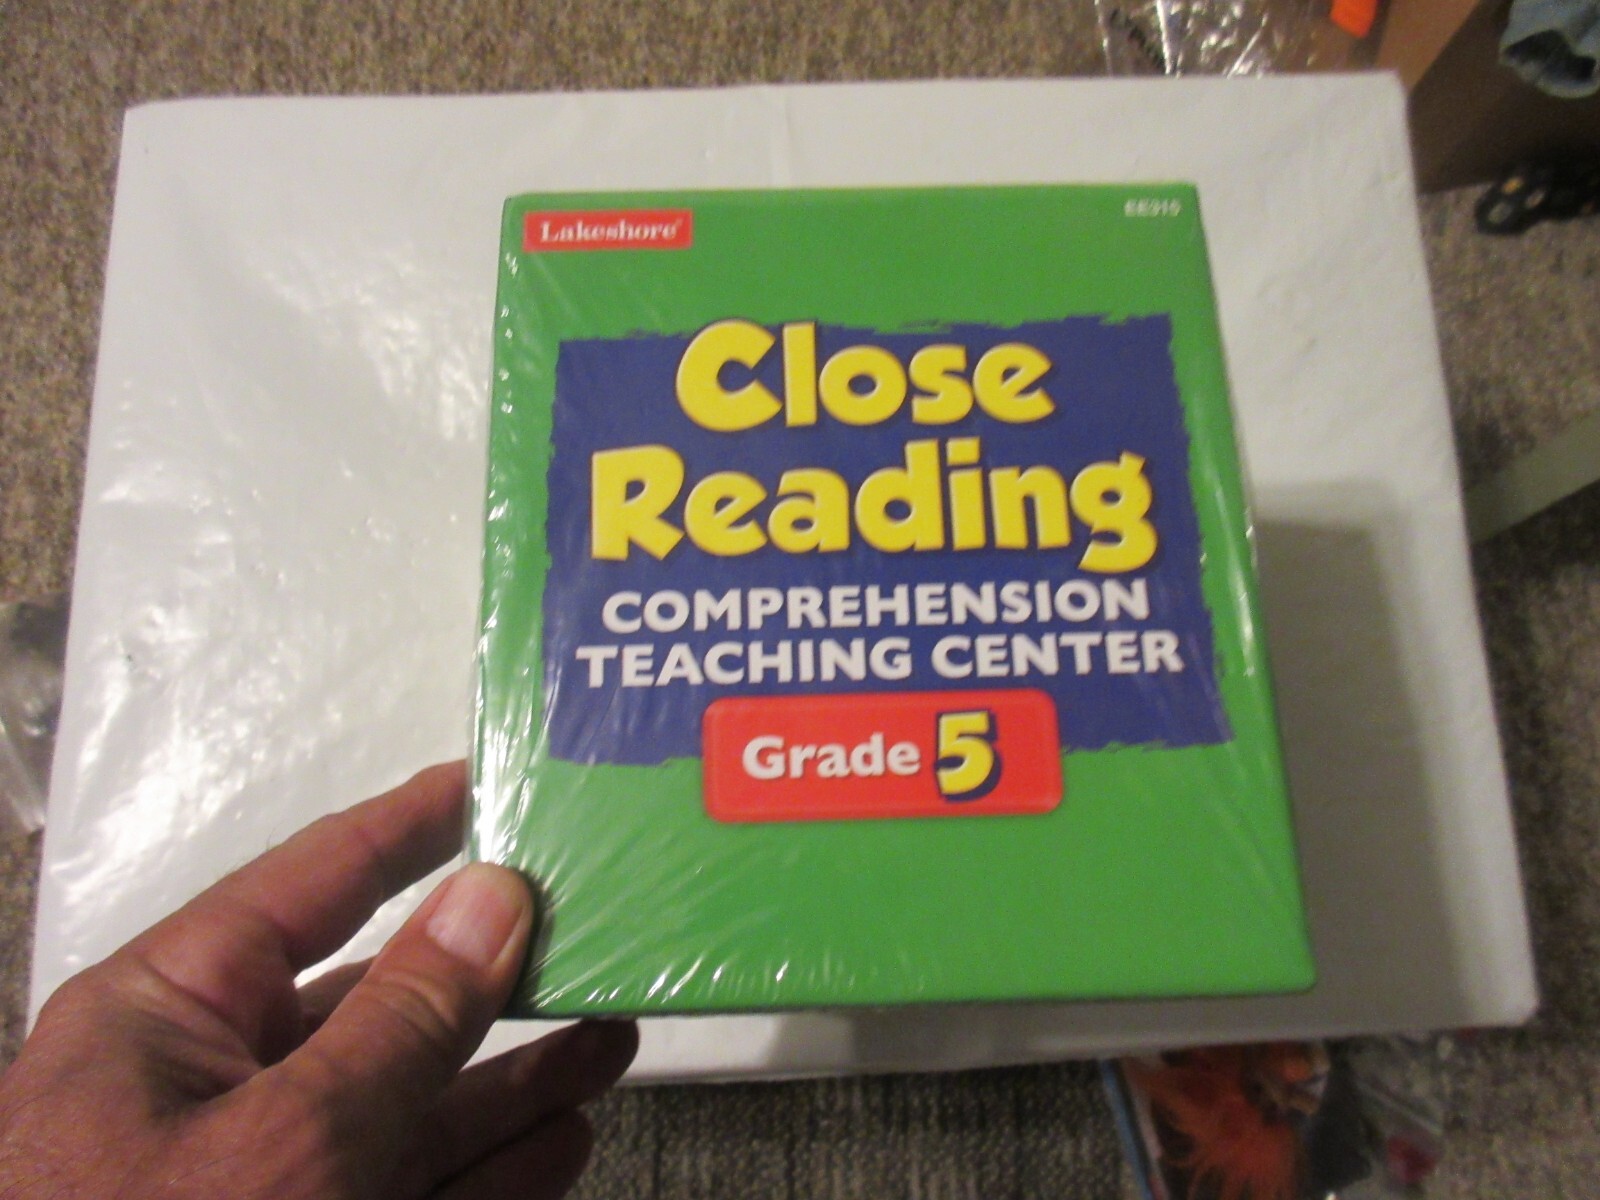 Lakeshore
EE315
Close
Reading
COMPREHENSION
TEACHING CENTER
Grade 5